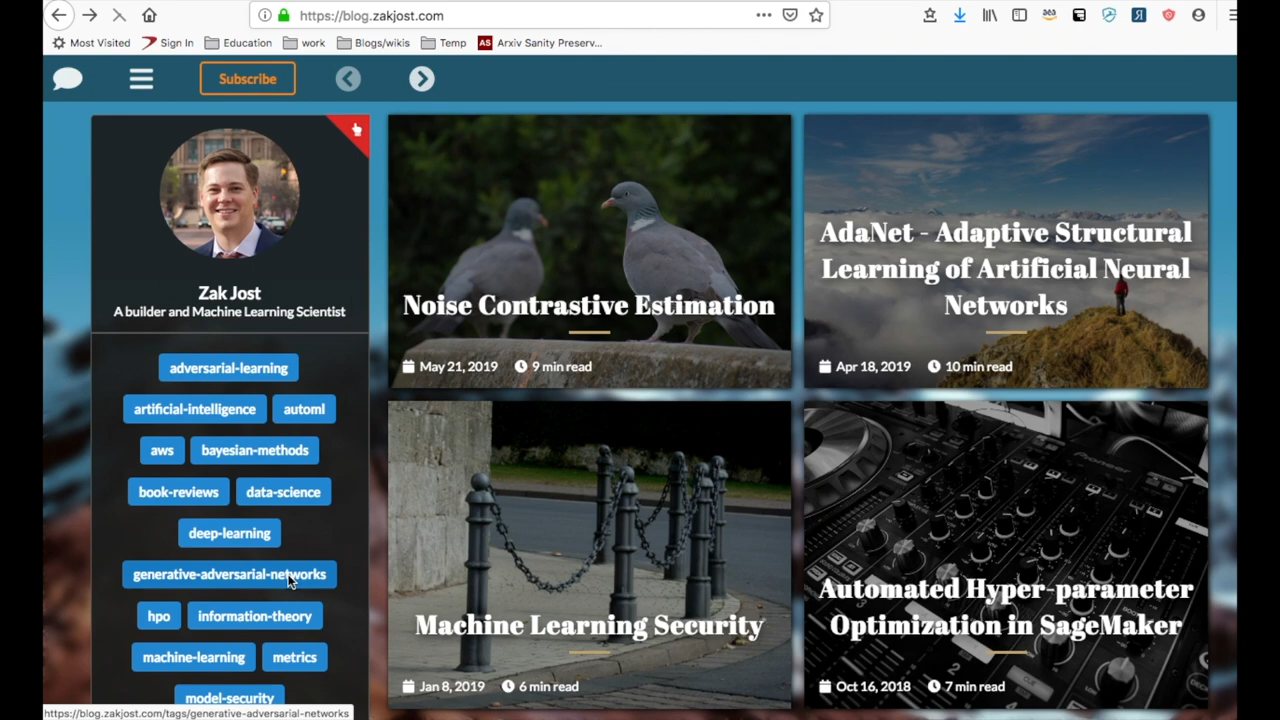 https://blog.zakjost.com
Most Visited
Sign In
Education
work
Blogs/wikis
Temp
AS
Arxiv Sanity Preserv...
Subscribe
Zak Jost
A builder and Machine Learning Scientist
adversarial-learning
artificial-intelligence automl
aws bayesian-methods
book-reviews data-science
deep-learning
generative-adversarial-networks
hpo information-theory
machine-learning metrics
model-security
Noise Contrastive Estimation
May 21, 2019 9 min read
AdaNet - Adaptive Structural
Learning of Artificial Neural
Networks
Apr 18, 2019 10 min read
Machine Learning Security
Jan 8, 2019 6 min read
Automated Hyper-parameter
Optimization in SageMaker
Oct 16, 2018 7 min read
https://blog.zakjost.com/tags/generative-adversarial-networks